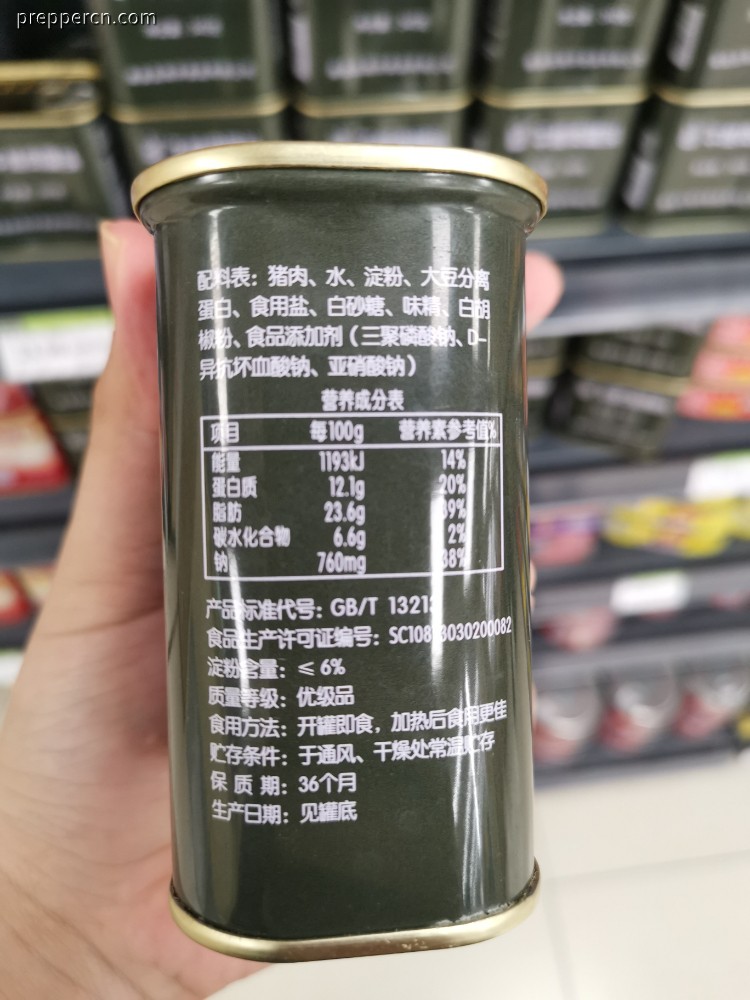 preppercn.com
配料表：猪肉、水、淀粉、大豆分离
蛋白、食用盐、白砂糖、味精、白胡
椒粉、食品添加剂（三聚磷酸钠、D-
异抗坏血酸钠、亚硝酸钠）
营养成分表
项目 每100g 营养素参考值%
能量 1193kJ 14%
蛋白质 12.1g 20%
脂肪 23.6g 39%
碳水化合物 6.6g 2%
钠 760mg 38%
产品标准代号：GB/T 13213
食品生产许可证编号：
淀粉含量：≤6%
质量等级：优级品
食用方法：开罐即食，加热后食用更佳
贮存条件：于通风、干燥处常温贮存
保质期：36个月
生产日期：见罐底